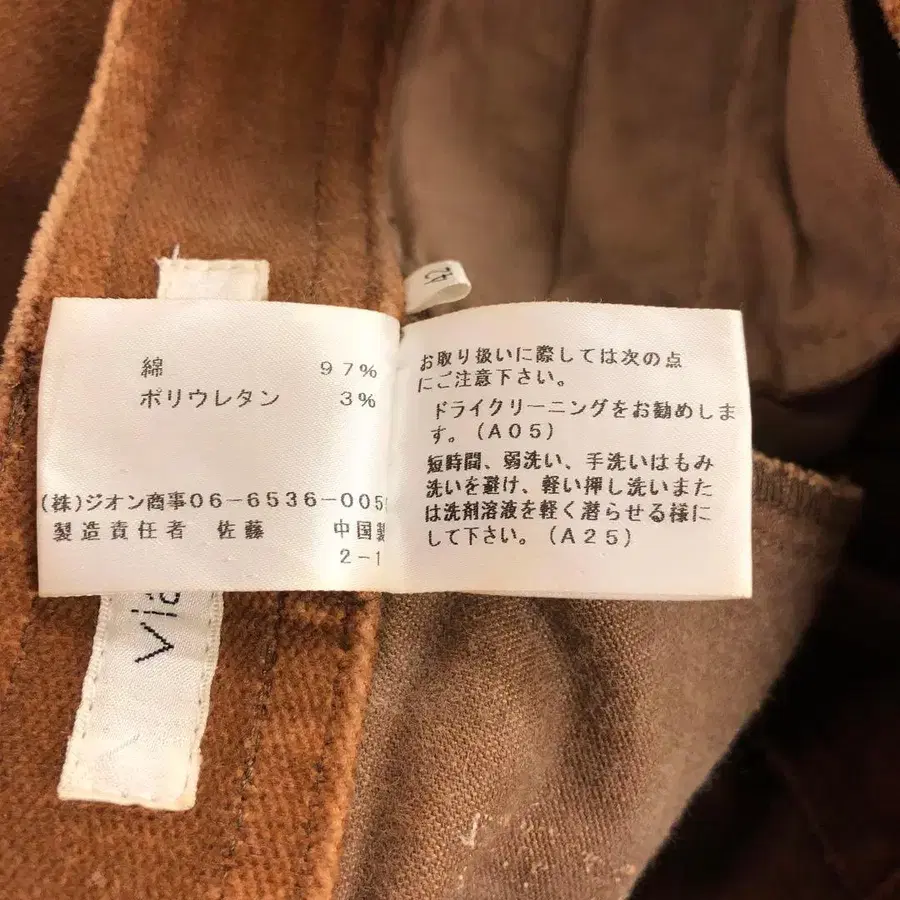 42
綿 97%
ポリウレタン 3%
(株)ジオン商事06-6536-005
製造責任者 佐藤 中国製
2-1
お取り扱いに際しては次の点
にご注意下さい。
ドライクリーニングをお勧めしま
す。(A05)
短時間、弱洗い、手洗いはもみ
洗いを避け、軽い押し洗いまた
は洗剤溶液を軽く潜らせる様に
して下さい。(A25)